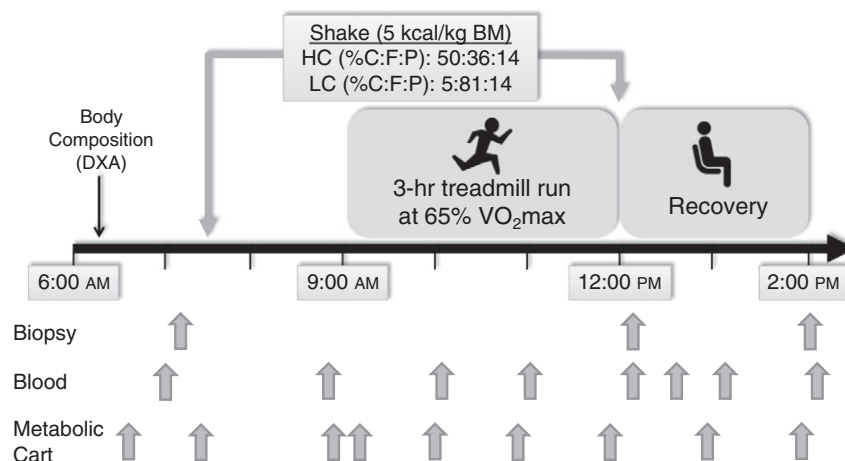 Shake (5 kcal/kg BM)
HC (%C:F:P): 50:36:14
LC (%C:F:P): 5:81:14
Body
Composition
(DXA)
3-hr treadmill run
at 65% VO₂max
Recovery
6:00 AM
9:00 AM
12:00 PM
2:00 PM
Biopsy
Blood
Metabolic
Cart